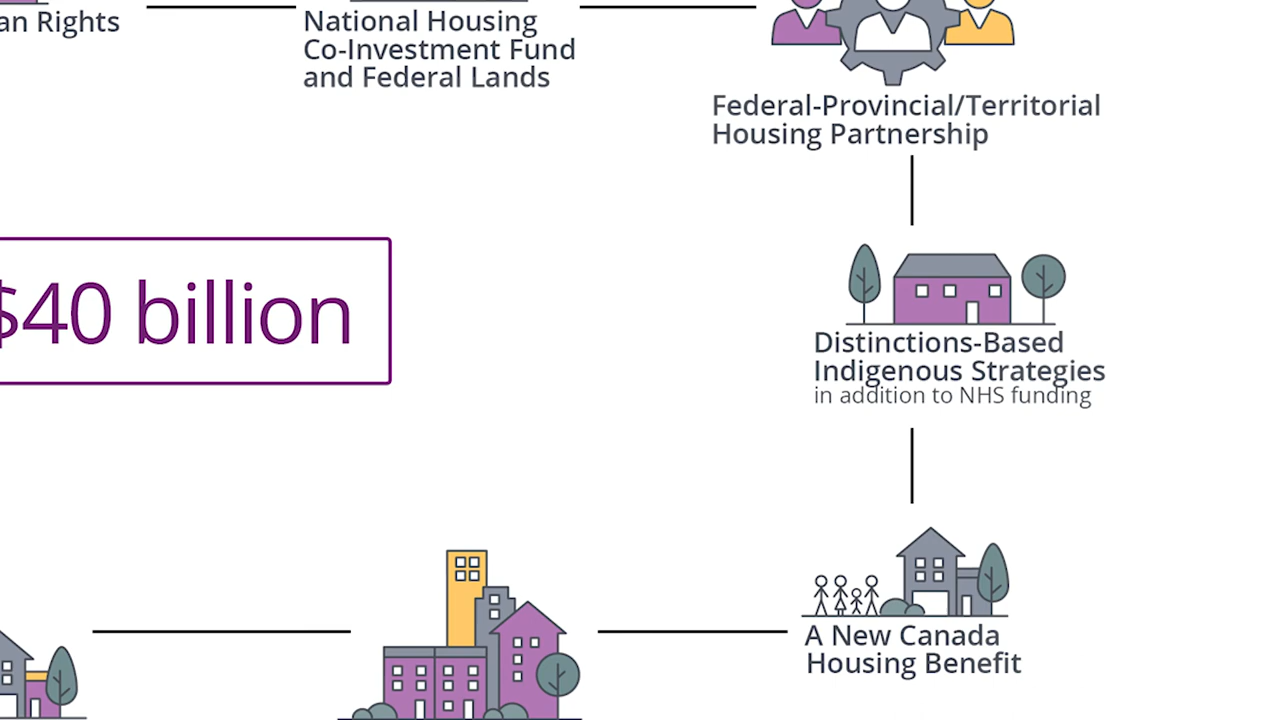 an Rights
National Housing
Co-Investment Fund
and Federal Lands
Federal-Provincial/Territorial
Housing Partnership
$40 billion
Distinctions-Based
Indigenous Strategies
in addition to NHS funding
A New Canada
Housing Benefit